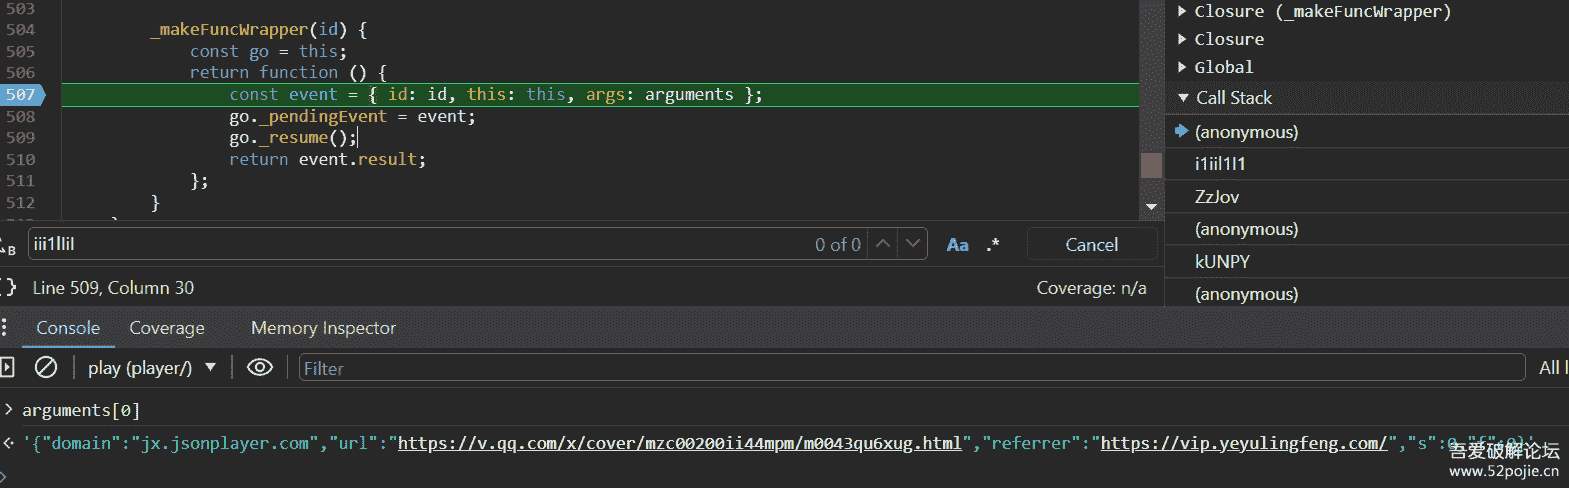 503
504 _makeFuncWrapper(id) {
505 const go = this;
506 return function () {
507 const event = { id: id, this: this, args: arguments };
508 go._pendingEvent = event;
509 go._resume();
510 return event.result;
511 };
512 }
Closure (_makeFuncWrapper)
Closure
Global
Call Stack
(anonymous)
i1iil1l1
ZzJov
(anonymous)
kUNPY
(anonymous)
iii1llil 0 of 0 Aa .* Cancel
{} Line 509, Column 30 Coverage: n/a
Console Coverage Memory Inspector
play (player/) Filter All l
> arguments[0]
'{"domain":"jx.jsonplayer.com","url":"https://v.qq.com/x/cover/mzc00200ii44mpm/m0043qu6xug.html","referrer":"https://vip.yeyulingfeng.com/","s":0
吾爱破解论坛
www.52pojie.cn